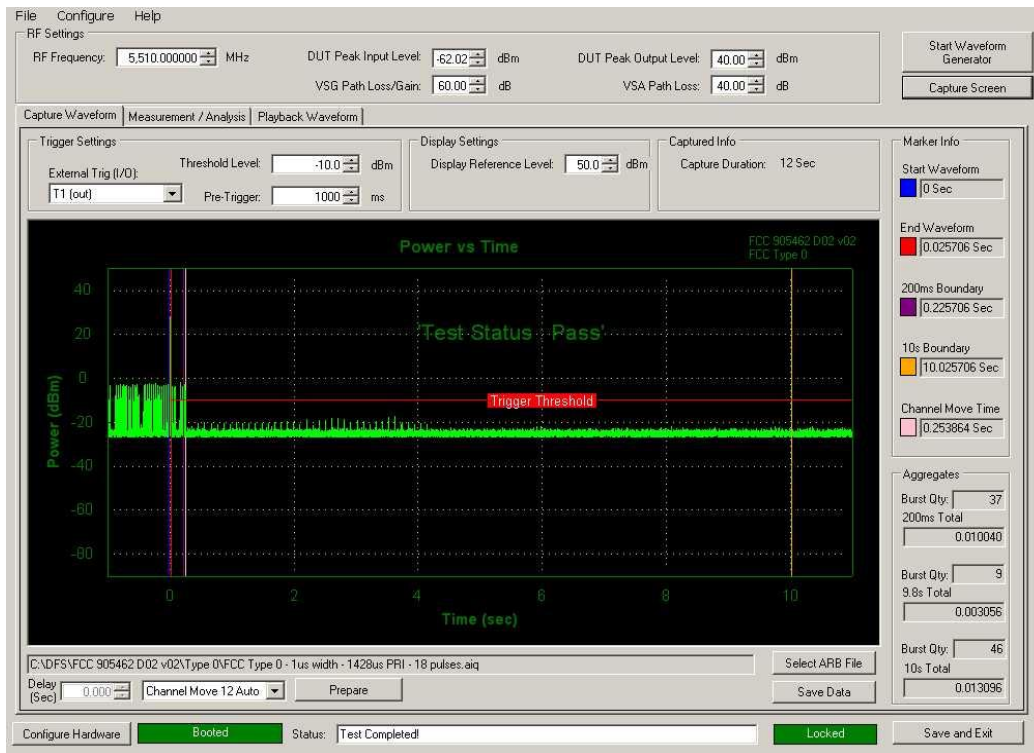 File Configure Help
RF Settings
RF Frequency: 5,510.000000 MHz
DUT Peak Input Level: -62.02 dBm
DUT Peak Output Level: 40.00 dBm
VSG Path Loss/Gain: 60.00 dB
VSA Path Loss: 40.00 dB
Start Waveform Generator
Capture Screen
Capture Waveform Measurement / Analysis Playback Waveform
Trigger Settings
External Trig (I/O):
T1 (out)
Threshold Level: -10.0 dBm
Pre-Trigger: 1000 ms
Display Settings
Display Reference Level: 50.0 dBm
Captured Info
Capture Duration: 12 Sec
Marker Info
Start Waveform
0 Sec
End Waveform
0.025706 Sec
200ms Boundary
0.225706 Sec
10s Boundary
10.025706 Sec
Channel Move Time
0.253864 Sec
Power vs Time
FCC 905462 D02 v02
FCC Type 0
'Test Status : Pass'
Trigger Threshold
40
20
0
-20
-40
-60
-80
Power (dBm)
0 2 4 6 8 10
Time (sec)
Aggregates
Burst Qty: 37
200ms Total
0.010040
Burst Qty: 9
9.8s Total
0.003056
Burst Qty: 46
10s Total
0.013096
C:\DFS\FCC 905462 D02 v02\Type 0\FCC Type 0 - 1us width - 1428us PRI - 18 pulses.aiq
Select ARB File
Delay (Sec) 0.000
Channel Move 12 Auto
Prepare
Save Data
Configure Hardware
Booted
Status: Test Completed!
Locked
Save and Exit